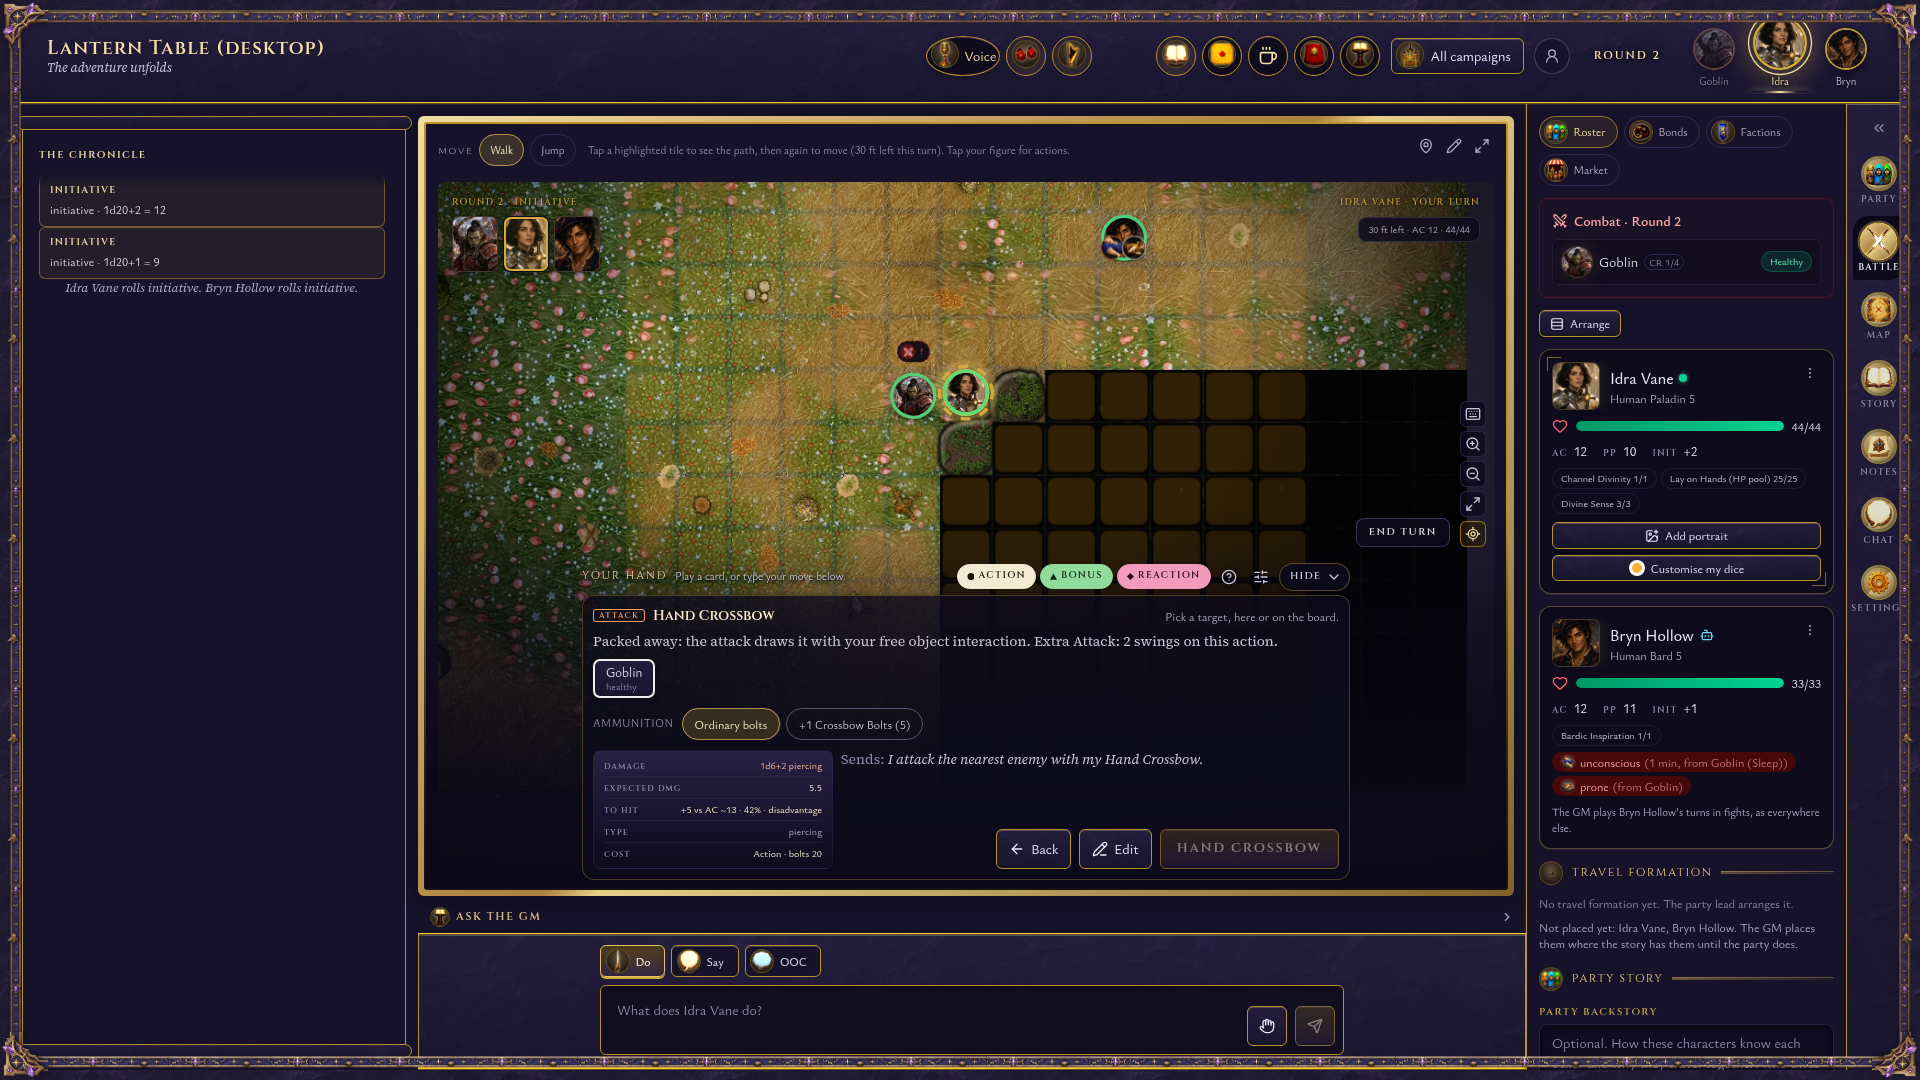 LANTERN TABLE (DESKTOP)
The adventure unfolds
Voice
All campaigns
ROUND 2
Goblin
Idra
Bryn
THE CHRONICLE
INITIATIVE
initiative · 1d20+2 = 12
INITIATIVE
initiative · 1d20+1 = 9
Idra Vane rolls initiative. Bryn Hollow rolls initiative.
MOVE
Walk
Jump
Tap a highlighted tile to see the path, then again to move (30 ft left this turn). Tap your figure for actions.
ROUND 2 · INITIATIVE
IDRA VANE · YOUR TURN
30 ft left · AC 12 · 44/44
END TURN
YOUR HAND
Play a card, or type your move below.
ACTION
BONUS
REACTION
HIDE
ATTACK
HAND CROSSBOW
Pick a target, here or on the board.
Packed away: the attack draws it with your free object interaction. Extra Attack: 2 swings on this action.
Goblin
healthy
AMMUNITION
Ordinary bolts
+1 Crossbow Bolts (5)
DAMAGE 1d6+2 piercing
EXPECTED DMG 5.5
TO HIT +5 vs AC ~13 · 42% · disadvantage
TYPE piercing
COST Action · bolts 20
Sends: I attack the nearest enemy with my Hand Crossbow.
Back
Edit
HAND CROSSBOW
ASK THE GM
Do
Say
OOC
What does Idra Vane do?
Roster
Bonds
Factions
Market
Combat · Round 2
Goblin
CR 1/4
Healthy
Arrange
Idra Vane
Human Paladin 5
44/44
AC 12 PP 10 INIT +2
Channel Divinity 1/1
Lay on Hands (HP pool) 25/25
Divine Sense 3/3
Add portrait
Customise my dice
Bryn Hollow
Human Bard 5
33/33
AC 12 PP 11 INIT +1
Bardic Inspiration 1/1
unconscious (1 min, from Goblin (Sleep))
prone (from Goblin)
The GM plays Bryn Hollow's turns in fights, as everywhere
else.
TRAVEL FORMATION
No travel formation yet. The party lead arranges it.
Not placed yet: Idra Vane, Bryn Hollow. The GM places
them where the story has them until the party does.
PARTY STORY
PARTY BACKSTORY
Optional. How these characters know each
PARTY
BATTLE
MAP
STORY
NOTES
CHAT
SETTING